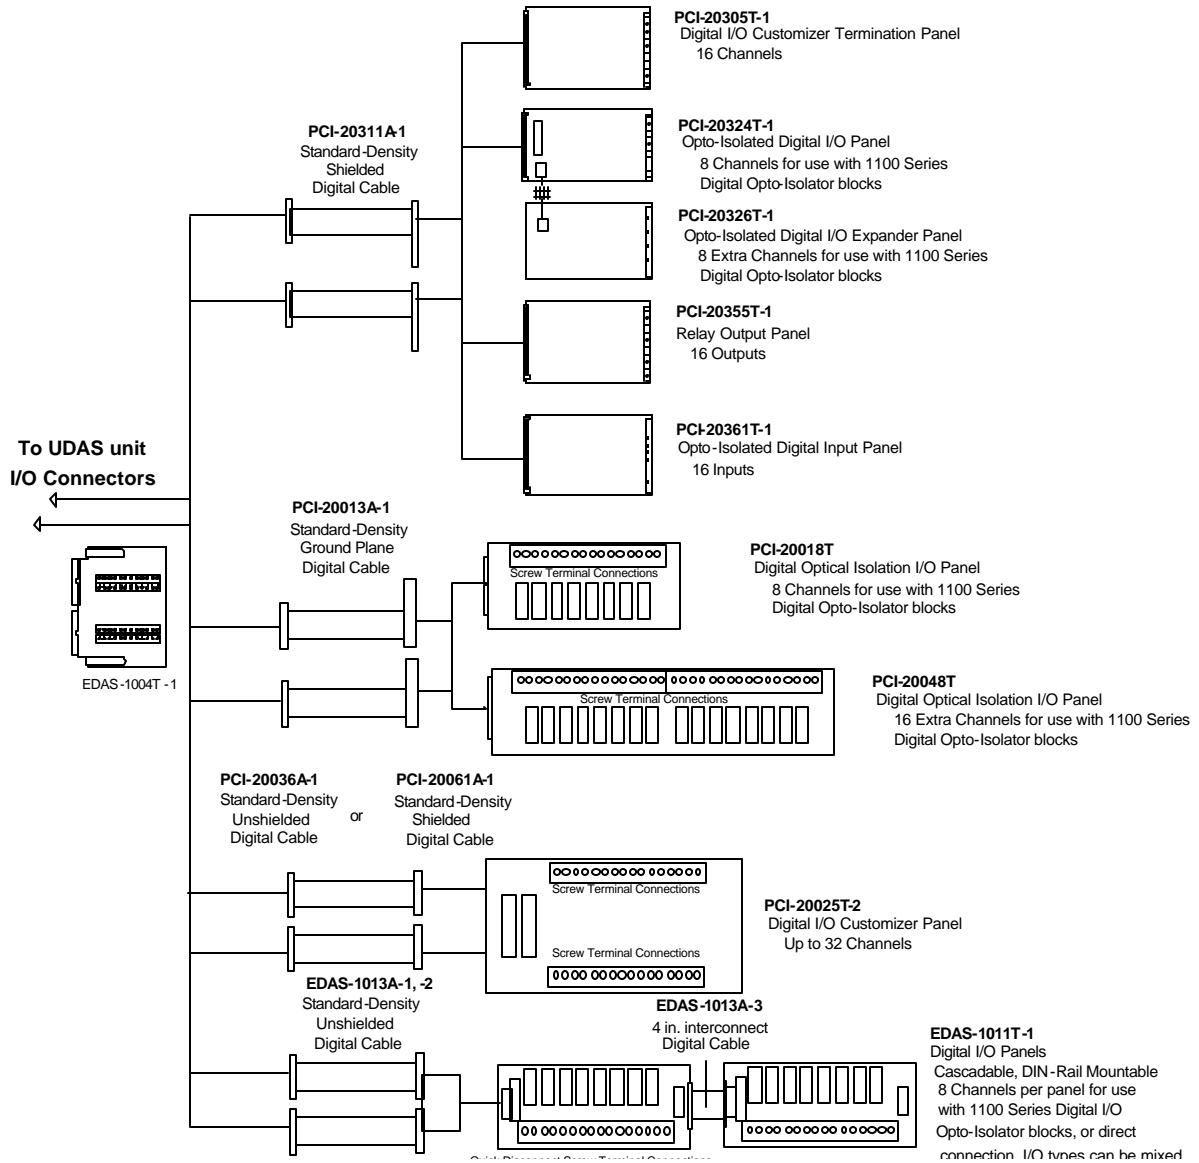 PCI-20305T-1
Digital I/O Customizer Termination Panel
16 Channels
PCI-20311A-1
Standard-Density
Shielded
Digital Cable
PCI-20324T-1
Opto-Isolated Digital I/O Panel
8 Channels for use with 1100 Series
Digital Opto-Isolator blocks
PCI-20326T-1
Opto-Isolated Digital I/O Expander Panel
8 Extra Channels for use with 1100 Series
Digital Opto-Isolator blocks
PCI-20355T-1
Relay Output Panel
16 Outputs
PCI-20361T-1
Opto-Isolated Digital Input Panel
16 Inputs
To UDAS unit
I/O Connectors
PCI-20013A-1
Standard-Density
Ground Plane
Digital Cable
EDAS-1004T-1
Screw Terminal Connections
PCI-20018T
Digital Optical Isolation I/O Panel
8 Channels for use with 1100 Series
Digital Opto-Isolator blocks
Screw Terminal Connections
PCI-20048T
Digital Optical Isolation I/O Panel
16 Extra Channels for use with 1100 Series
Digital Opto-Isolator blocks
PCI-20036A-1
Standard-Density
Unshielded
Digital Cable
or
PCI-20061A-1
Standard-Density
Shielded
Digital Cable
Screw Terminal Connections
Screw Terminal Connections
PCI-20025T-2
Digital I/O Customizer Panel
Up to 32 Channels
EDAS-1013A-1, -2
Standard-Density
Unshielded
Digital Cable
EDAS-1013A-3
4 in. interconnect
Digital Cable
EDAS-1011T-1
Digital I/O Panels
Cascadable, DIN-Rail Mountable
8 Channels per panel for use
with 1100 Series Digital I/O
Opto-Isolator blocks, or direct
connection. I/O types can be mixed
Quick Disconnect Screw Terminal Connections